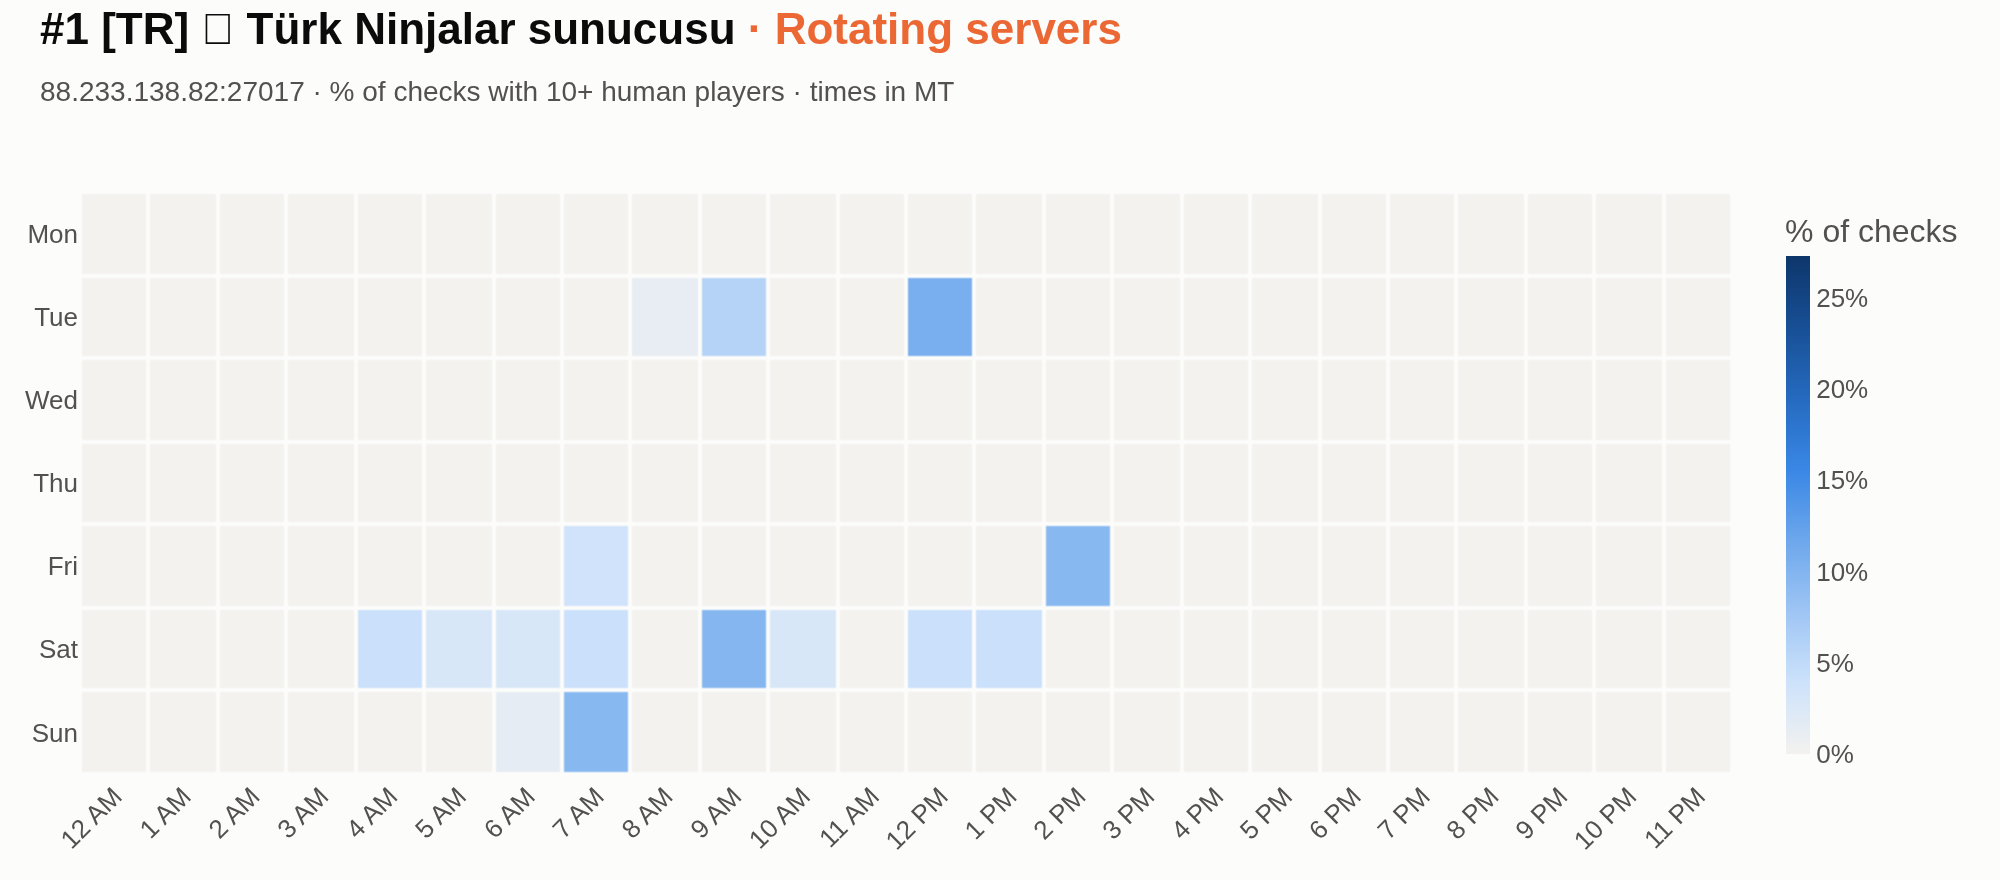 #1 [TR] Türk Ninjalar sunucusu · Rotating servers
88.233.138.82:27017 · % of checks with 10+ human players · times in MT
% of checks
Mon
Tue
Wed
Thu
Fri
Sat
Sun
25%
20%
15%
10%
5%
0%
12 AM
1 AM
2 AM
3 AM
4 AM
5 AM
6 AM
7 AM
8 AM
9 AM
10 AM
11 AM
12 PM
1 PM
2 PM
3 PM
4 PM
5 PM
6 PM
7 PM
8 PM
9 PM
10 PM
11 PM